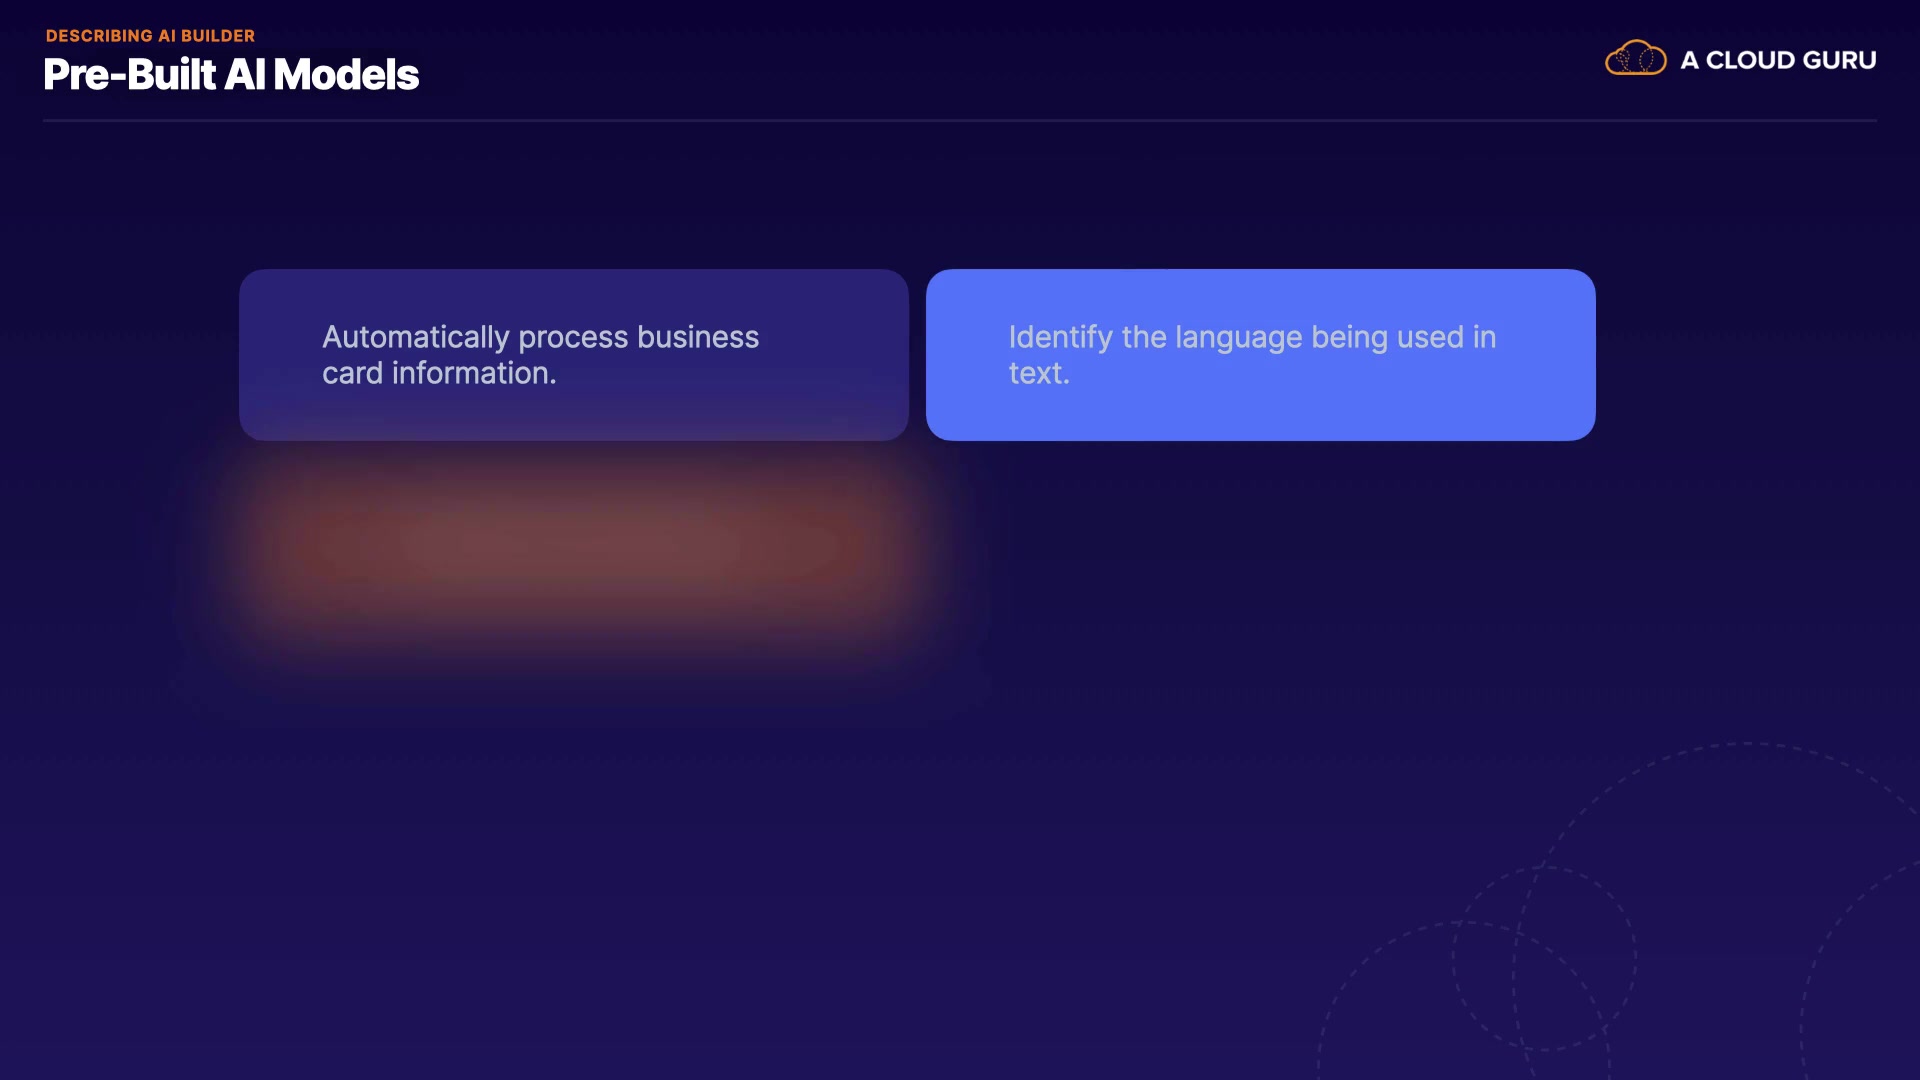 DESCRIBING AI BUILDER
Pre-Built AI Models
A CLOUD GURU
Automatically process business
card information.
Identify the language being used in
text.